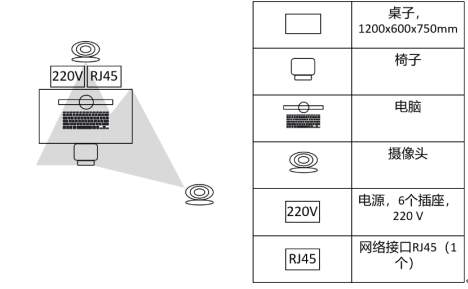 220V RJ45
桌子，
1200x600x750mm
椅子
电脑
摄像头
220V
电源，6个插座，
220 V
RJ45
网络接口RJ45（1
个）